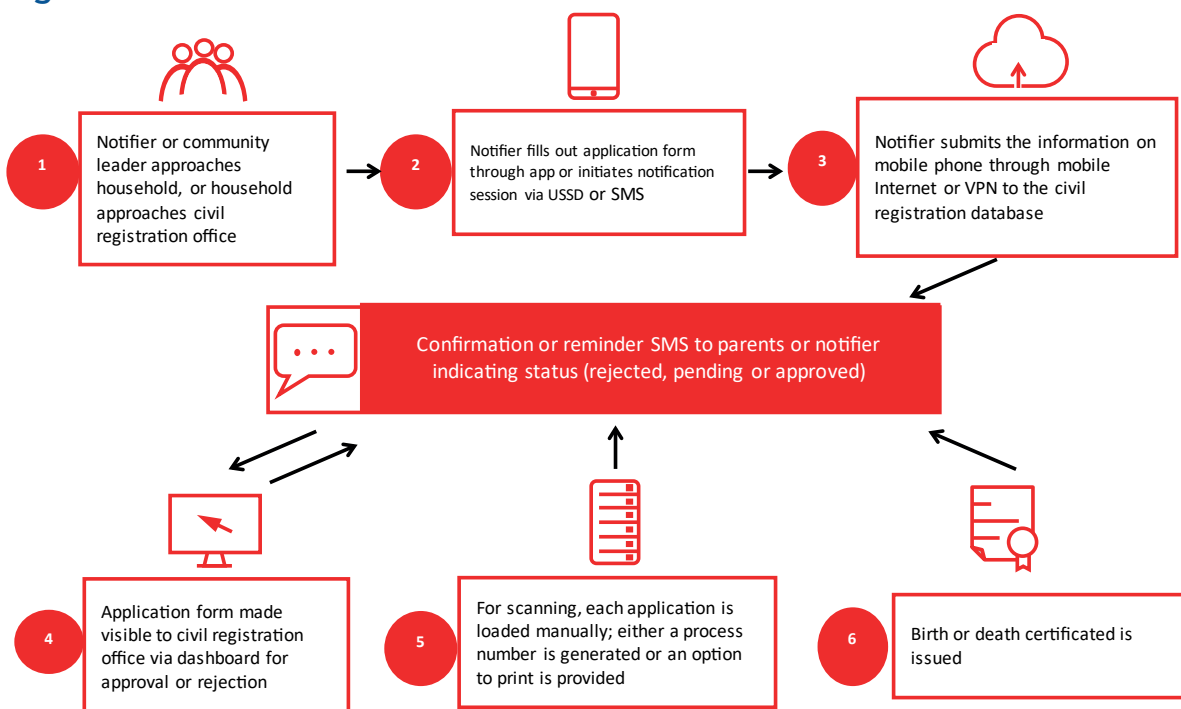 1
Notifier or community
leader approaches
household, or household
approaches civil
registration office
2
Notifier fills out application form
through app or initiates notification
session via USSD or SMS
3
Notifier submits the information on
mobile phone through mobile
Internet or VPN to the civil
registration database
Confirmation or reminder SMS to parents or notifier
indicating status (rejected, pending or approved)
4
Application form made
visible to civil registration
office via dashboard for
approval or rejection
5
For scanning, each application is
loaded manually; either a process
number is generated or an option
to print is provided
6
Birth or death certificated is
issued